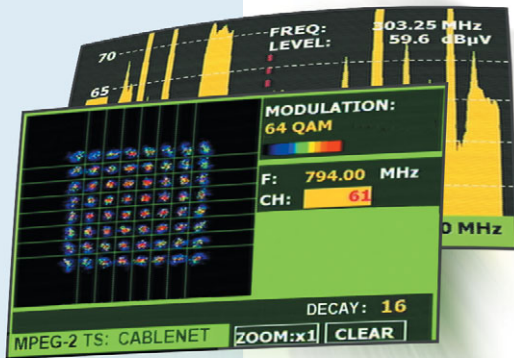 70
65
FREQ: 803.25 MHz
LEVEL: 59.6 dBµV
MODULATION:
64 QAM
F: 794.00 MHz
CH: 61
0 MHz
DECAY: 16
MPEG-2 TS: CABLENET
ZOOM:x1
CLEAR